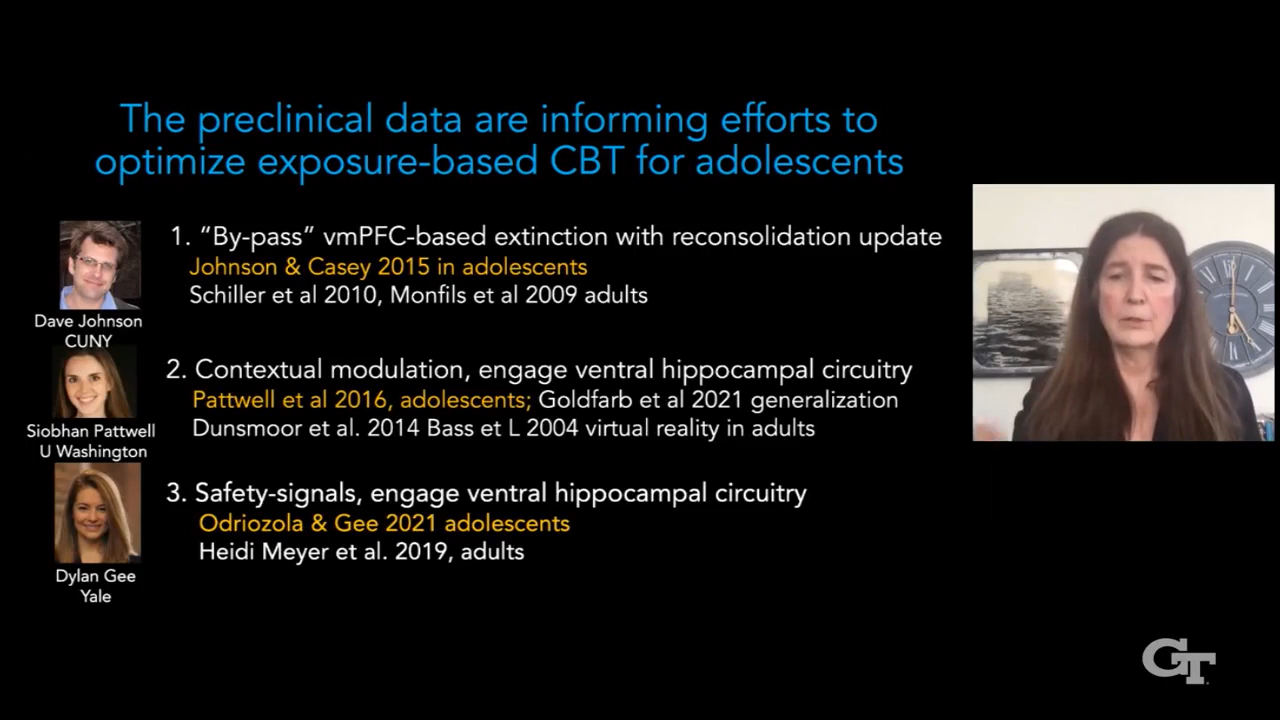 The preclinical data are informing efforts to
optimize exposure-based CBT for adolescents
1. “By-pass” vmPFC-based extinction with reconsolidation update
Johnson & Casey 2015 in adolescents
Schiller et al 2010, Monfils et al 2009 adults
Dave Johnson
CUNY
2. Contextual modulation, engage ventral hippocampal circuitry
Pattwell et al 2016, adolescents; Goldfarb et al 2021 generalization
Dunsmoor et al. 2014 Bass et L 2004 virtual reality in adults
Siobhan Pattwell
U Washington
3. Safety-signals, engage ventral hippocampal circuitry
Odriozola & Gee 2021 adolescents
Heidi Meyer et al. 2019, adults
Dylan Gee
Yale
GT